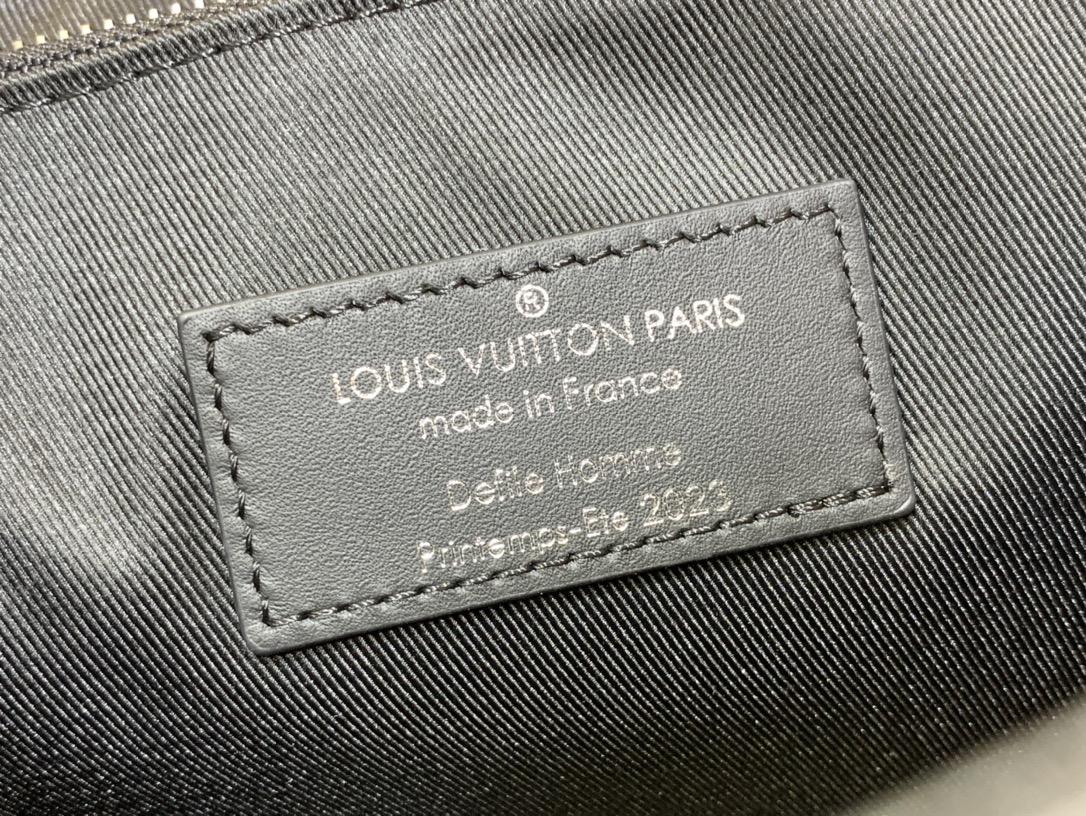 ®
LOUIS VUITTON PARIS
made in France
Defile Homme
Printemps-Ete 2023